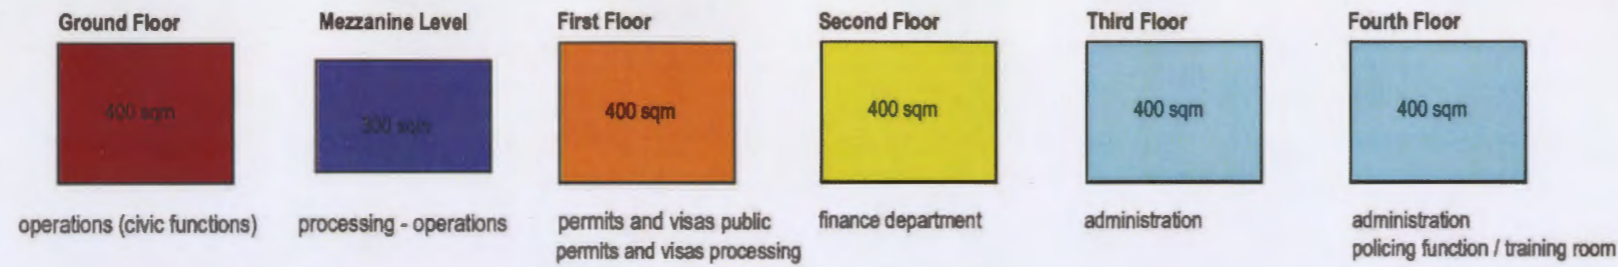 Ground Floor
Mezzanine Level
First Floor
Second Floor
Third Floor
Fourth Floor
400 sqm
300 sqm
400 sqm
400 sqm
400 sqm
400 sqm
operations (civic functions)
processing - operations
permits and visas public
permits and visas processing
finance department
administration
administration
policing function / training room